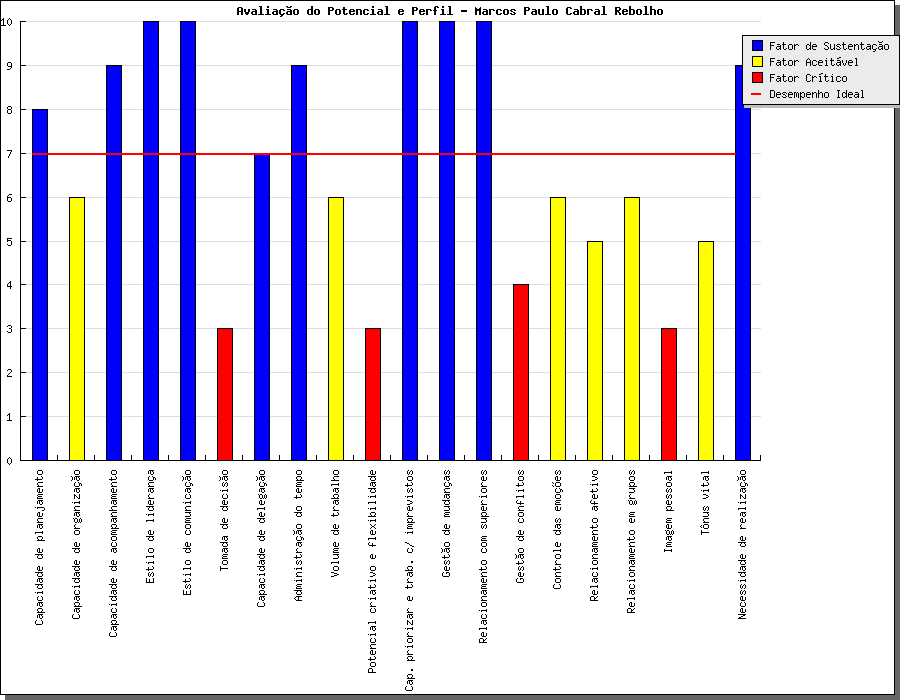 Avaliação do Potencial e Perfil - Marcos Paulo Cabral Rebolho
Fator de Sustentação
Fator Aceitável
Fator Crítico
Desempenho Ideal
10
9
8
7
6
5
4
3
2
1
0
Capacidade de planejamento
Capacidade de organização
Capacidade de acompanhamento
Estilo de liderança
Estilo de comunicação
Tomada de decisão
Capacidade de delegação
Administração do tempo
Volume de trabalho
Potencial criativo e flexibilidade
Cap. priorizar e trab. c/ imprevistos
Gestão de mudanças
Relacionamento com superiores
Gestão de conflitos
Controle das emoções
Relacionamento afetivo
Relacionamento em grupos
Imagem pessoal
Tônus vital
Necessidade de realização